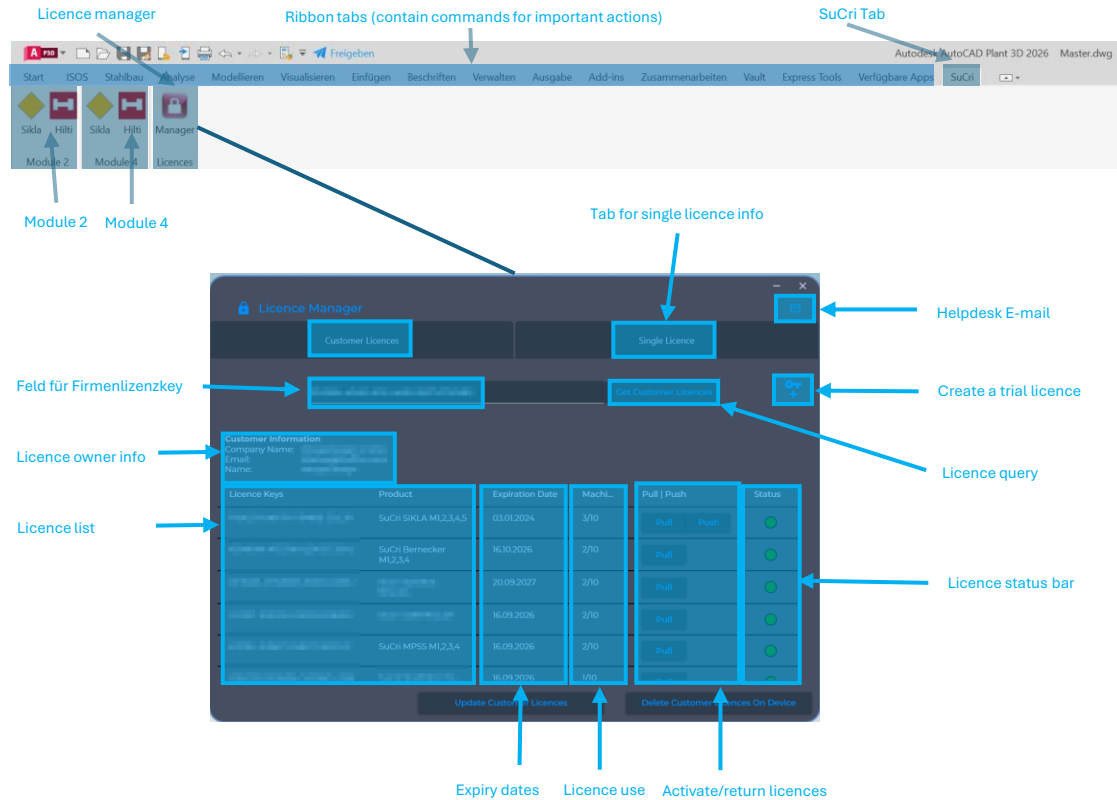 Licence manager
Ribbon tabs (contain commands for important actions)
SuCri Tab
A P3D
Freigeben
Autodesk AutoCAD Plant 3D 2026 Master.dwg
Start ISOS Stahlbau Analyse Modellieren Visualisieren Einfügen Beschriften Verwalten Ausgabe Add-ins Zusammenarbeiten Vault Express Tools Verfügbare Apps SuCri
Sikla Hilti Sikla Hilti Manager
Module 2 Module 4 Licences
Module 2 Module 4
Tab for single licence info
Licence Manager
Helpdesk E-mail
Customer Licences Single Licence
Feld für Firmenlizenzkey
Get Customer Licences
Create a trial licence
Customer Information
Company Name:
Email:
Name:
Licence owner info
Licence query
Licence Keys Product Expiration Date Machi... Pull | Push Status
Licence list
SuCri SIKLA M1,2,3,4,5 03.01.2024 3/10 Pull Push
SuCri Bernecker M1,2,3,4 16.10.2026 2/10 Pull
20.09.2027 2/10 Pull
Licence status bar
16.09.2026 2/10 Pull
SuCri MPSS M1,2,3,4 16.09.2026 2/10 Pull
16.09.2026 1/10
Update Customer Licences Delete Customer Licences On Device
Expiry dates Licence use Activate/return licences